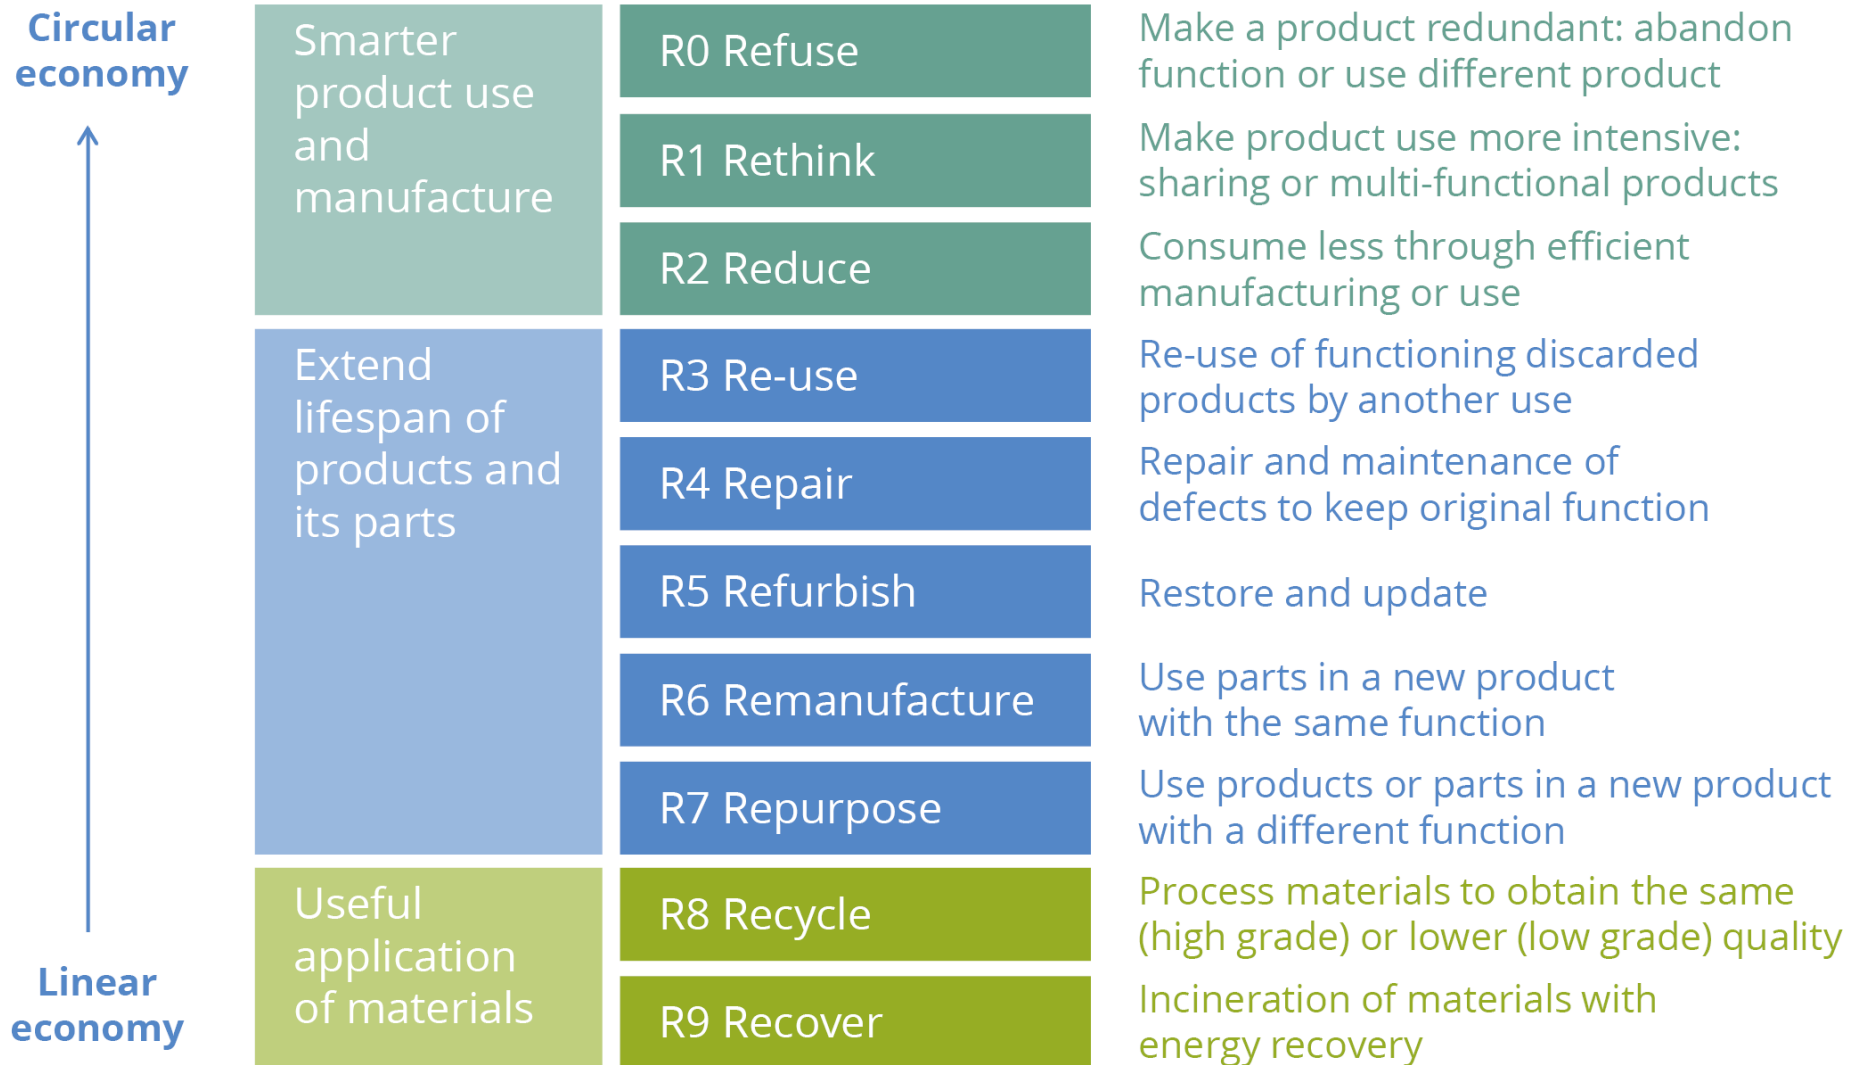 Circular
economy
Linear
economy
Smarter
product use
and
manufacture
R0 Refuse
Make a product redundant: abandon
function or use different product
R1 Rethink
Make product use more intensive:
sharing or multi-functional products
R2 Reduce
Consume less through efficient
manufacturing or use
Extend
lifespan of
products and
its parts
R3 Re-use
Re-use of functioning discarded
products by another use
R4 Repair
Repair and maintenance of
defects to keep original function
R5 Refurbish
Restore and update
R6 Remanufacture
Use parts in a new product
with the same function
R7 Repurpose
Use products or parts in a new product
with a different function
Useful
application
of materials
R8 Recycle
Process materials to obtain the same
(high grade) or lower (low grade) quality
R9 Recover
Incineration of materials with
energy recovery